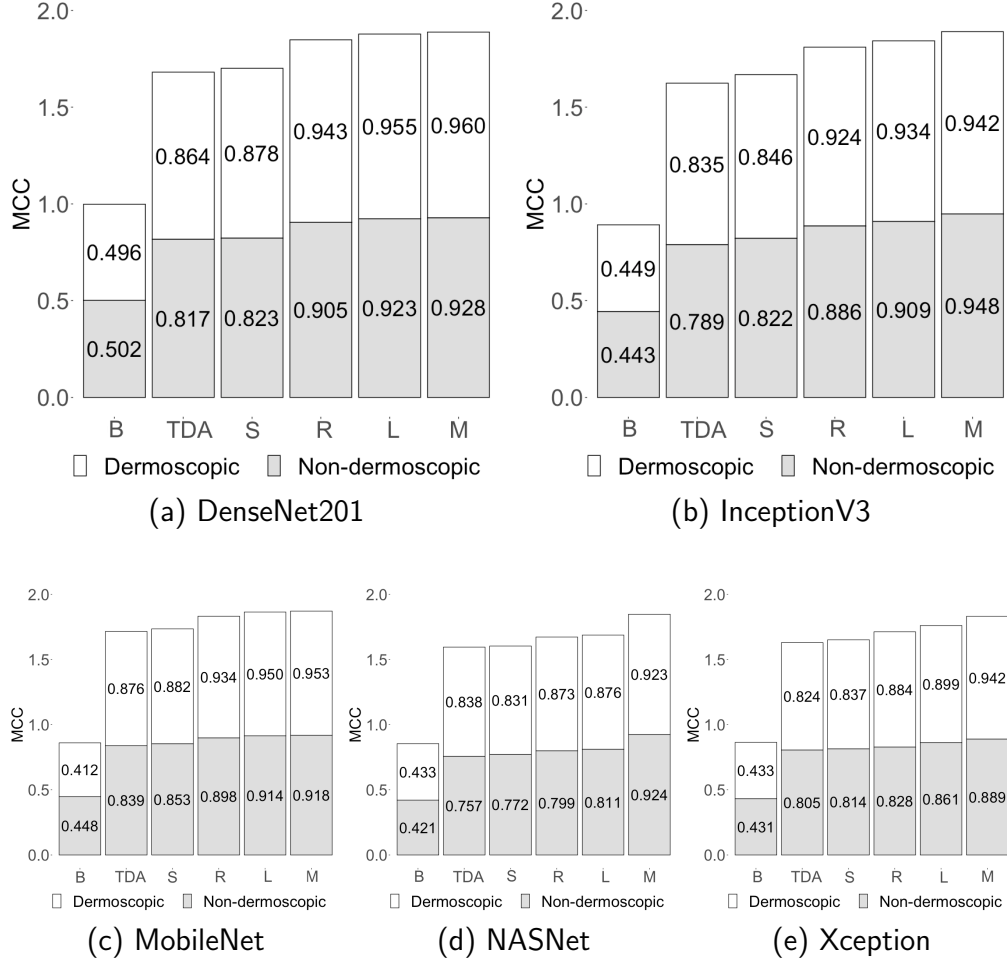 2.0
1.5
1.0
0.5
0.0
MCC
0.496 0.864 0.878 0.943 0.955 0.960
0.502 0.817 0.823 0.905 0.923 0.928
B TDA S R L M
Dermoscopic Non-dermoscopic
(a) DenseNet201
2.0
1.5
1.0
0.5
0.0
MCC
0.449 0.835 0.846 0.924 0.934 0.942
0.443 0.789 0.822 0.886 0.909 0.948
B TDA S R L M
Dermoscopic Non-dermoscopic
(b) InceptionV3
2.0
1.5
1.0
0.5
0.0
MCC
0.412 0.876 0.882 0.934 0.950 0.953
0.448 0.839 0.853 0.898 0.914 0.918
B TDA S R L M
Dermoscopic Non-dermoscopic
(c) MobileNet
2.0
1.5
1.0
0.5
0.0
MCC
0.433 0.838 0.831 0.873 0.876 0.923
0.421 0.757 0.772 0.799 0.811 0.924
B TDA S R L M
Dermoscopic Non-dermoscopic
(d) NASNet
2.0
1.5
1.0
0.5
0.0
MCC
0.433 0.824 0.837 0.884 0.899 0.942
0.431 0.805 0.814 0.828 0.861 0.889
B TDA S R L M
Dermoscopic Non-dermoscopic
(e) Xception